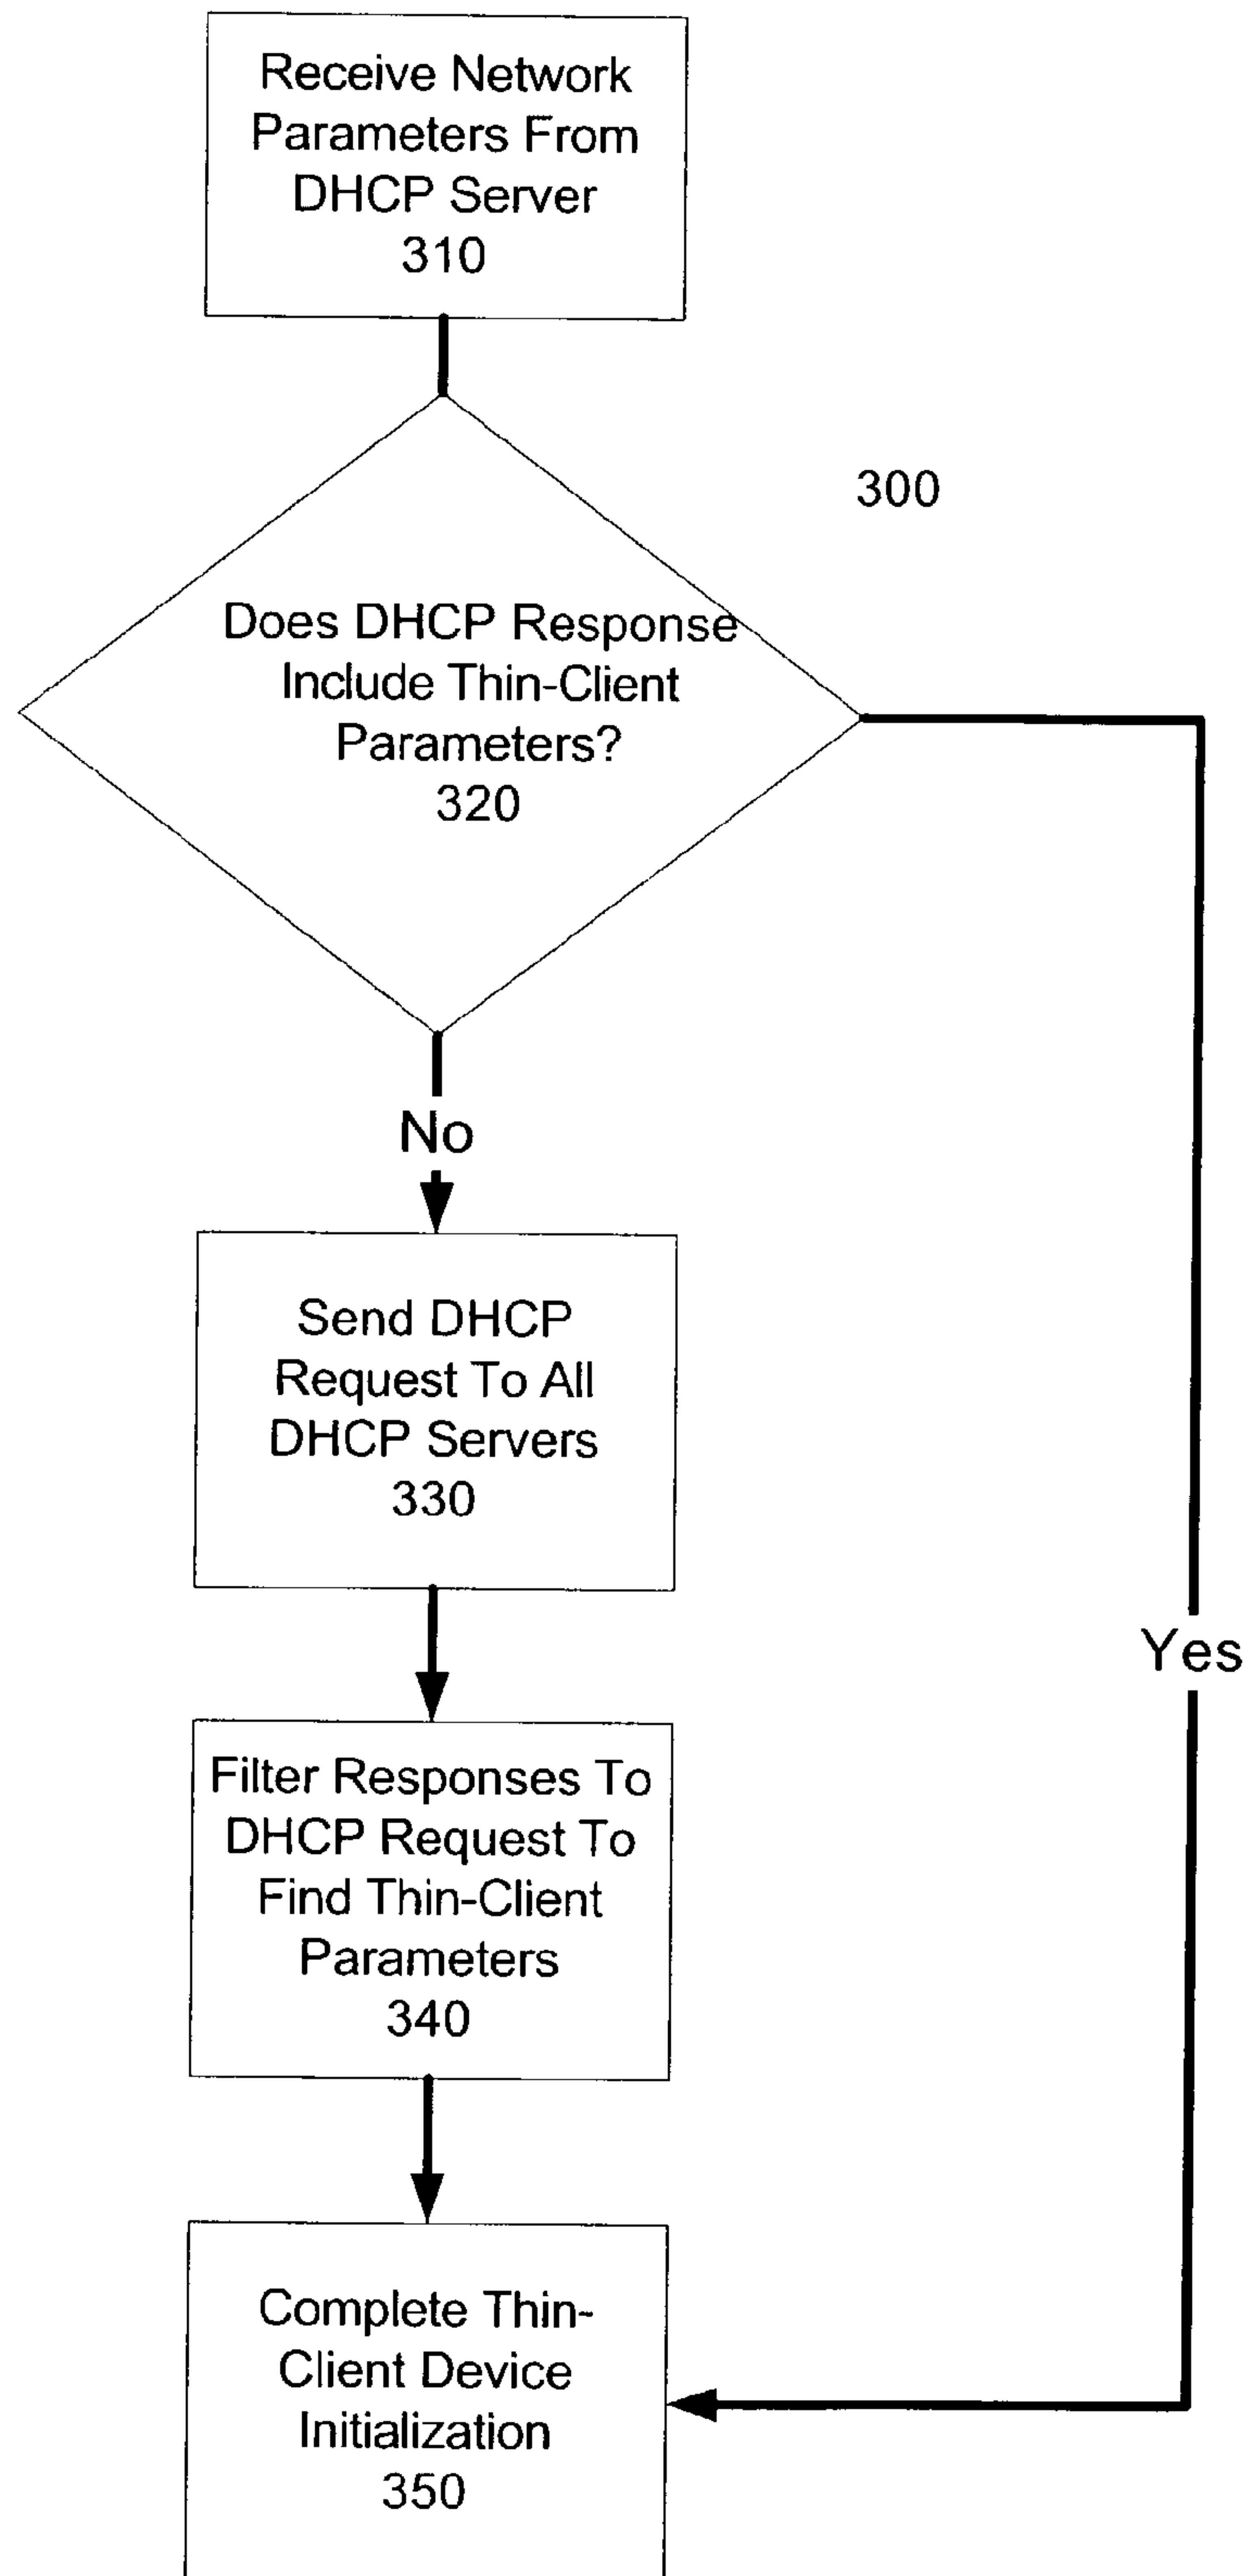 Receive Network
Parameters From
DHCP Server
310
300
Does DHCP Response
Include Thin-Client
Parameters?
320
No
Send DHCP
Request To All
DHCP Servers
330
Yes
Filter Responses To
DHCP Request To
Find Thin-Client
Parameters
340
Complete Thin-
Client Device
Initialization
350